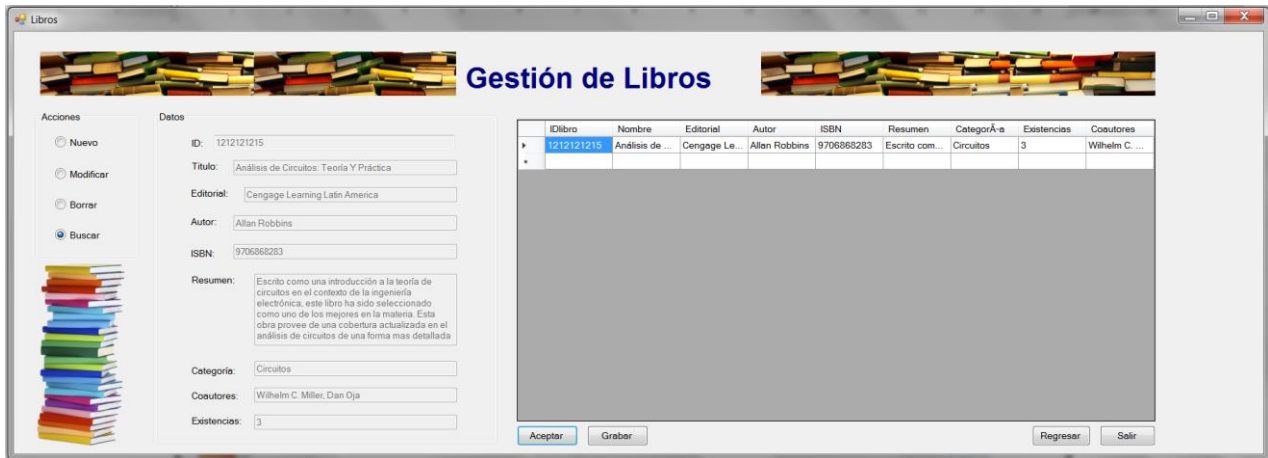 Libros
Gestión de Libros
Acciones
Nuevo
Modificar
Borrar
Buscar
Datos
ID: 1212121215
Titulo: Análisis de Circuitos: Teoría Y Práctica
Editorial: Cengage Learning Latin America
Autor: Allan Robbins
ISBN: 9706868283
Resumen: Escrito como una introducción a la teoría de
circuitos en el contexto de la ingeniería
electrónica, este libro ha sido seleccionado
como uno de los mejores en la materia. Esta
obra provee de una cobertura actualizada en el
análisis de circuitos de una forma mas detallada
Categoría: Circuitos
Coautores: Wilhelm C. Miller, Dan Oja
Existencias: 3
IDlibro Nombre Editorial Autor ISBN Resumen CategorÃ-a Existencias Coautores
1212121215 Análisis de ... Cengage Le... Allan Robbins 9706868283 Escrito com... Circuitos 3 Wilhelm C. ...
Aceptar Grabar Regresar Salir